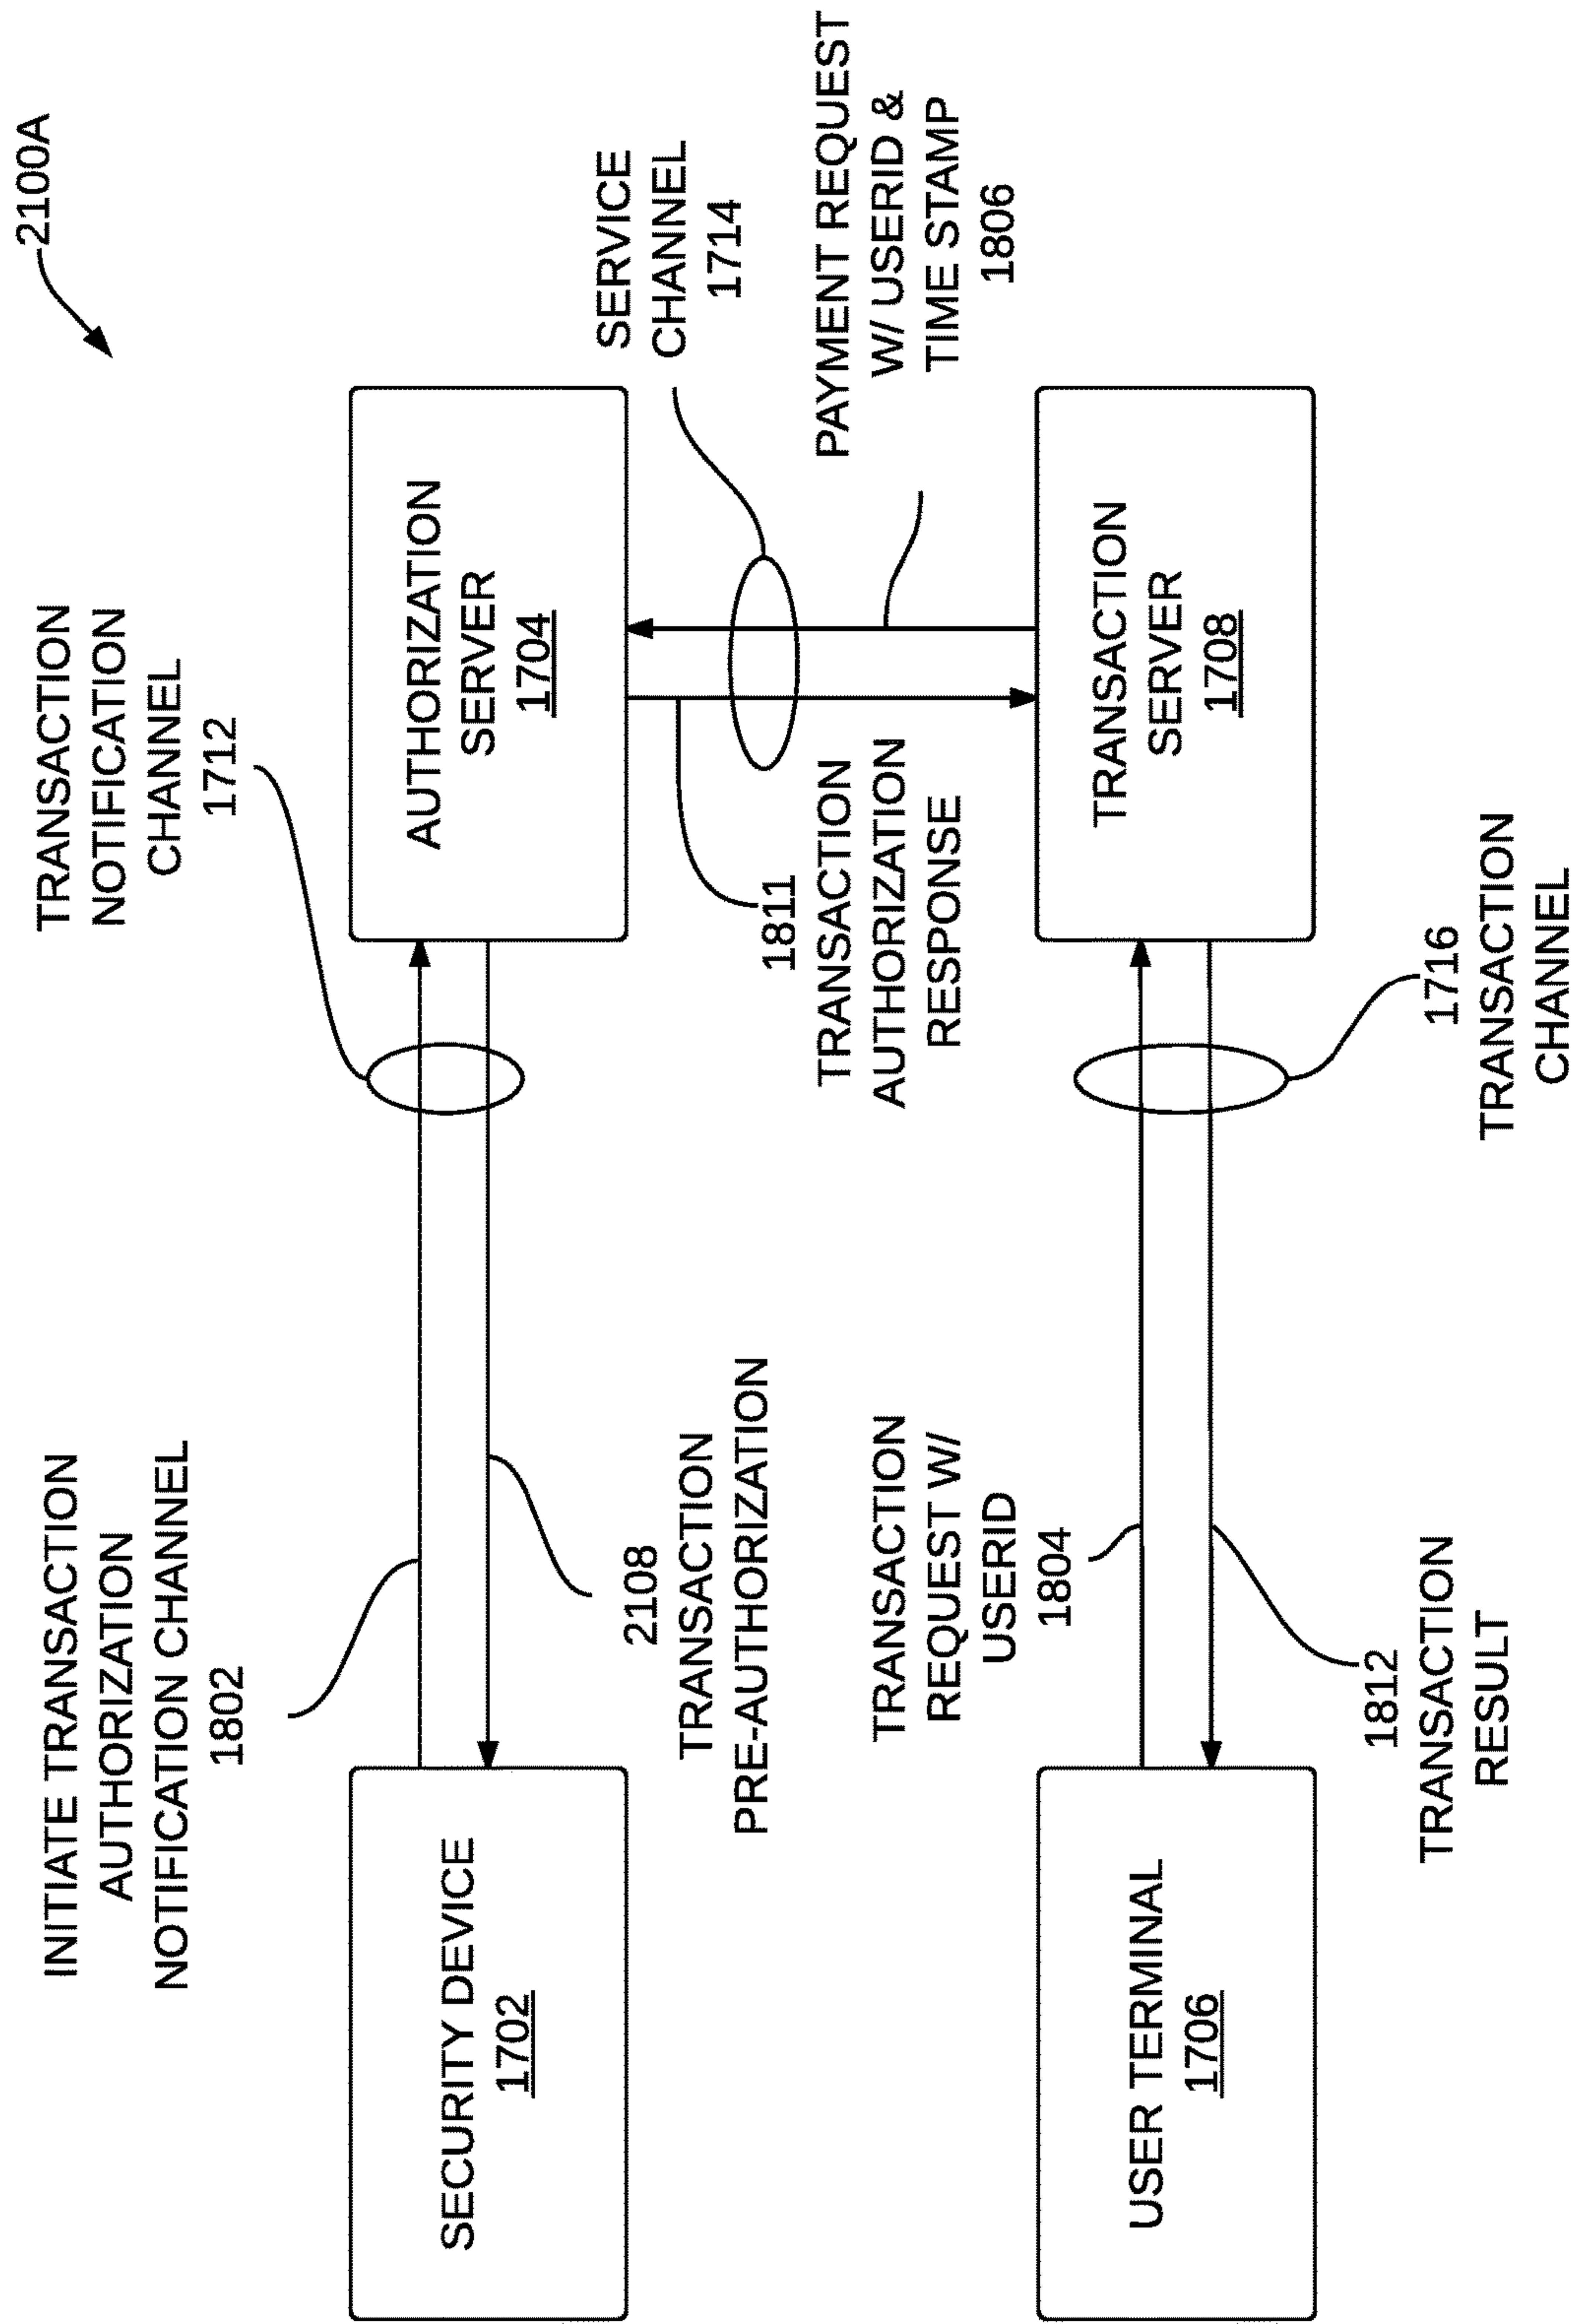 2100A
INITIATE TRANSACTION
AUTHORIZATION
NOTIFICATION CHANNEL
1802
TRANSACTION
NOTIFICATION
CHANNEL
1712
SECURITY DEVICE
1702
AUTHORIZATION
SERVER
1704
2108
TRANSACTION
PRE-AUTHORIZATION
SERVICE
CHANNEL
1714
1811
TRANSACTION
AUTHORIZATION
RESPONSE
PAYMENT REQUEST
W/ USERID &
TIME STAMP
1806
TRANSACTION
REQUEST W/
USERID
1804
USER TERMINAL
1706
TRANSACTION
SERVER
1708
1812
TRANSACTION
RESULT
1716
TRANSACTION
CHANNEL